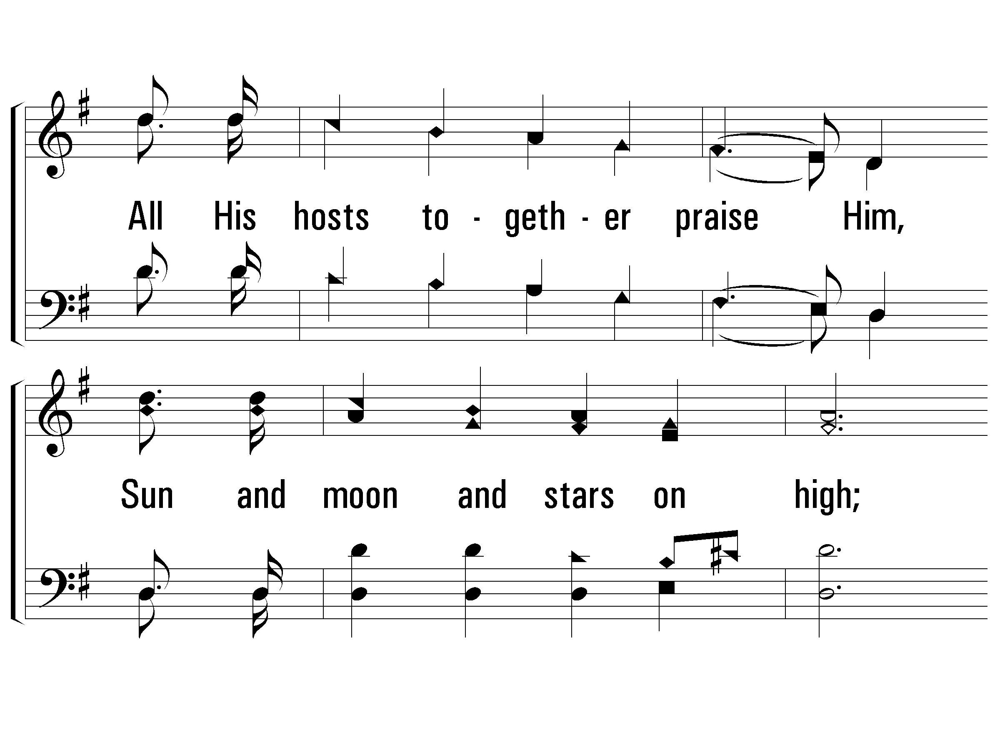 All His hosts to - geth - er praise Him,
Sun and moon and stars on high;